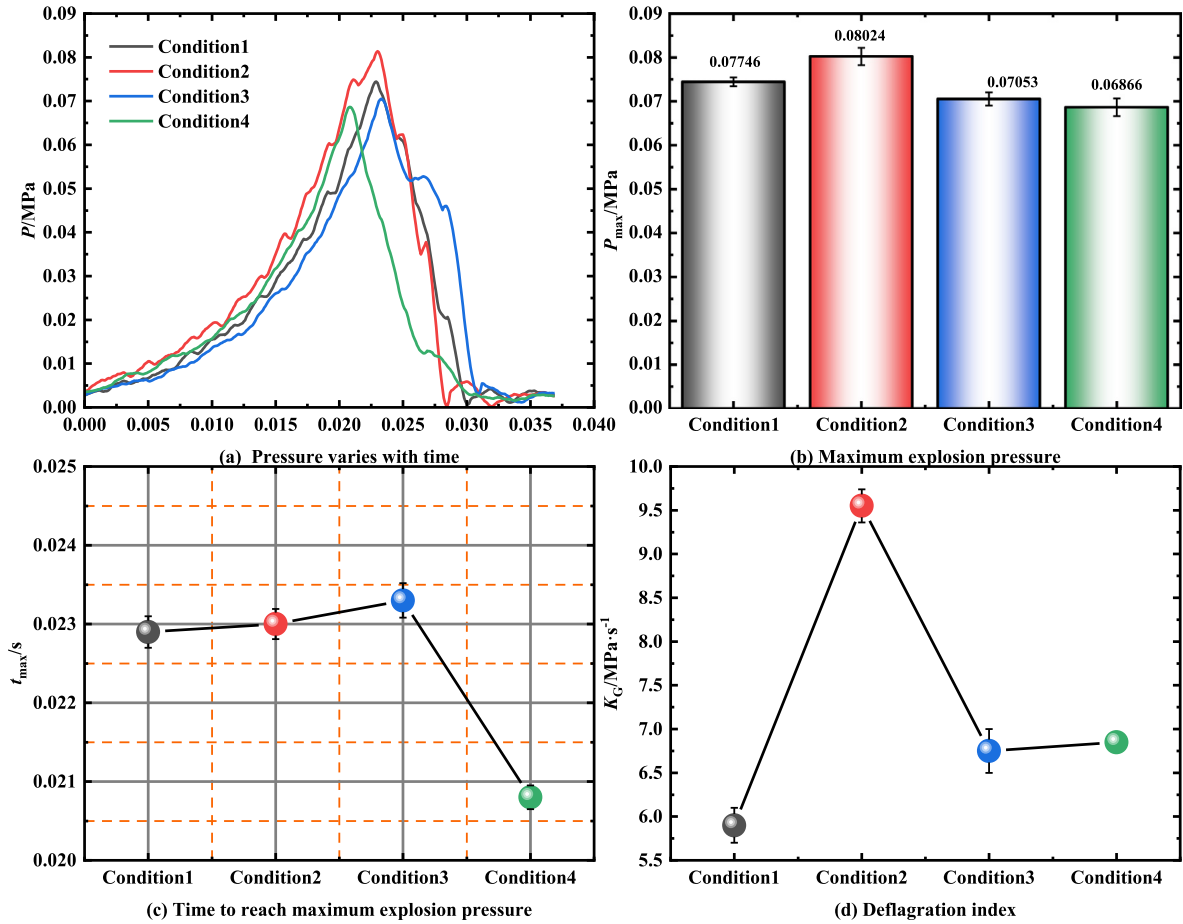 0.09
0.08
0.07
0.06
0.05
0.04
0.03
0.02
0.01
0.00
P/MPa
Condition1
Condition2
Condition3
Condition4
0.000 0.005 0.010 0.015 0.020 0.025 0.030 0.035 0.040
(a) Pressure varies with time
0.09
0.08
0.07
0.06
0.05
0.04
0.03
0.02
0.01
0.00
Pmax/MPa
0.07746
0.08024
0.07053
0.06866
Condition1 Condition2 Condition3 Condition4
(b) Maximum explosion pressure
0.025
0.024
0.023
0.022
0.021
0.020
tmax/s
Condition1 Condition2 Condition3 Condition4
(c) Time to reach maximum explosion pressure
10.0
9.5
9.0
8.5
8.0
7.5
7.0
6.5
6.0
5.5
KG/MPa·s⁻¹
Condition1 Condition2 Condition3 Condition4
(d) Deflagration index